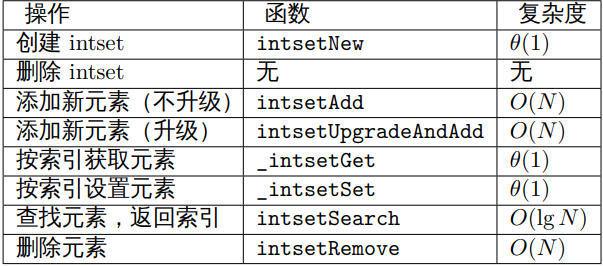 操作 函数 复杂度
创建 intset intsetNew θ(1)
删除 intset 无 无
添加新元素（不升级） intsetAdd O(N)
添加新元素（升级） intsetUpgradeAndAdd O(N)
按索引获取元素 _intsetGet θ(1)
按索引设置元素 _intsetSet θ(1)
查找元素，返回索引 intsetSearch O(lg N)
删除元素 intsetRemove O(N)